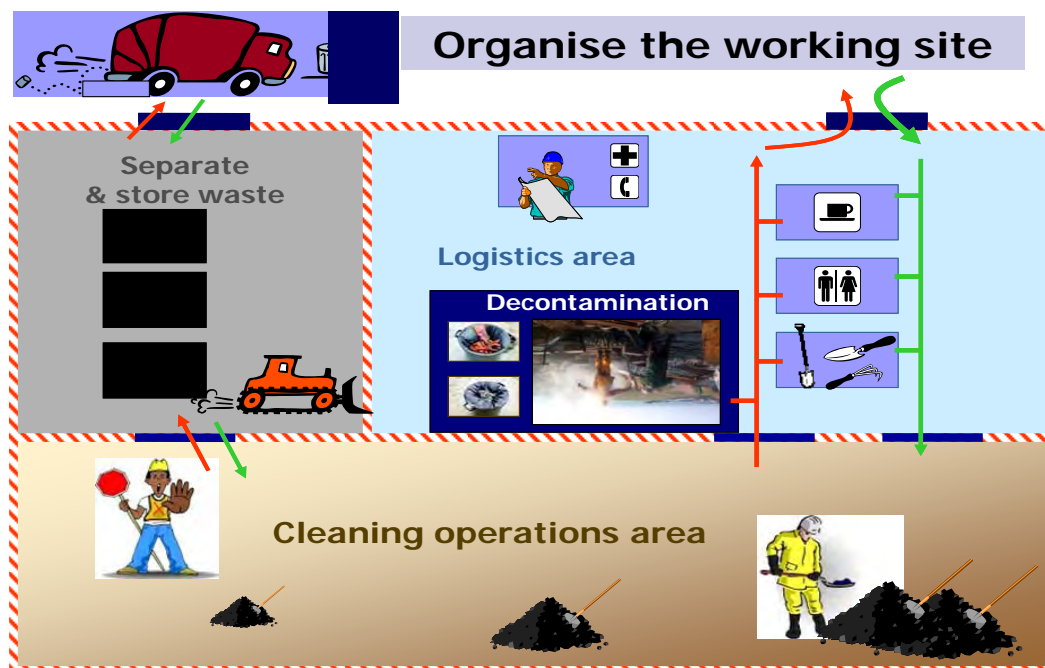 Organise the working site
Separate
& store waste
Logistics area
Decontamination
Cleaning operations area